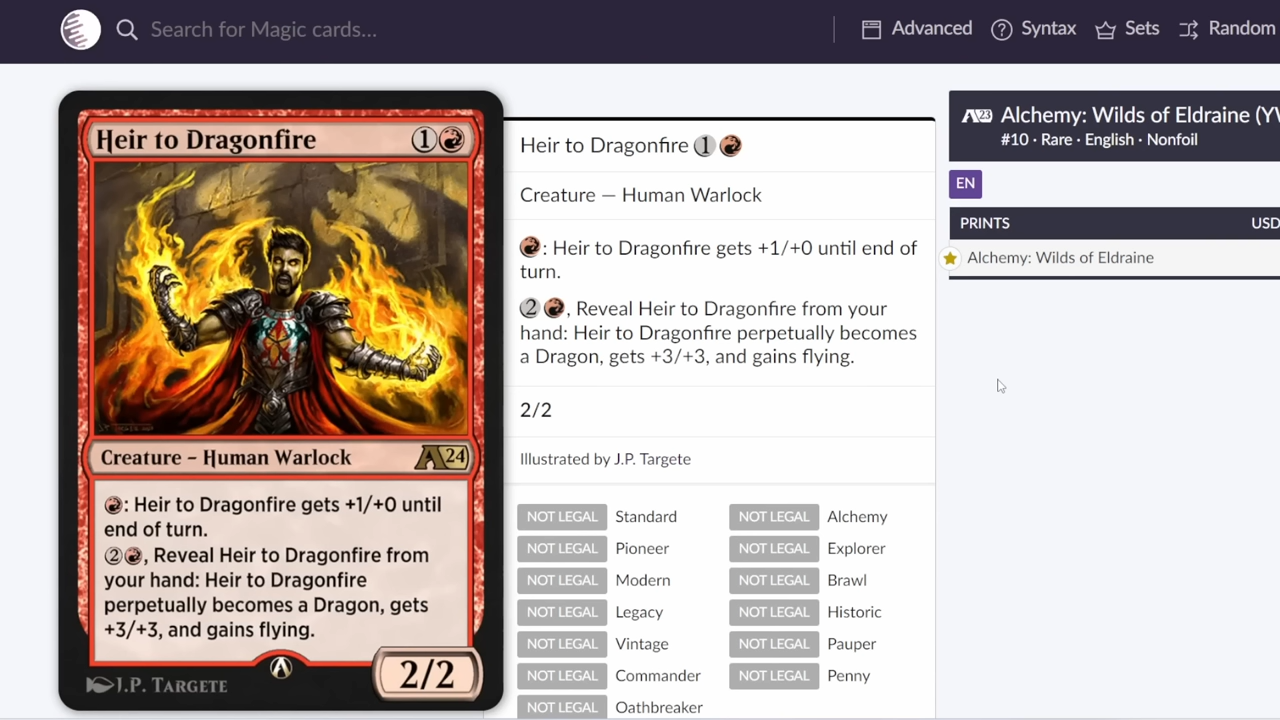 Search for Magic cards...
Advanced
Syntax
Sets
Random
Heir to Dragonfire 1
Creature – Human Warlock
A24
: Heir to Dragonfire gets +1/+0 until
end of turn.
2, Reveal Heir to Dragonfire from
your hand: Heir to Dragonfire
perpetually becomes a Dragon, gets
+3/+3, and gains flying.
J.P. TARGETE
2/2
Heir to Dragonfire 1
Creature — Human Warlock
: Heir to Dragonfire gets +1/+0 until end of
turn.
2, Reveal Heir to Dragonfire from your
hand: Heir to Dragonfire perpetually becomes
a Dragon, gets +3/+3, and gains flying.
2/2
Illustrated by J.P. Targete
NOT LEGAL Standard NOT LEGAL Alchemy
NOT LEGAL Pioneer NOT LEGAL Explorer
NOT LEGAL Modern NOT LEGAL Brawl
NOT LEGAL Legacy NOT LEGAL Historic
NOT LEGAL Vintage NOT LEGAL Pauper
NOT LEGAL Commander NOT LEGAL Penny
NOT LEGAL Oathbreaker
A23 Alchemy: Wilds of Eldraine (Y
#10 · Rare · English · Nonfoil
EN
PRINTS USD
Alchemy: Wilds of Eldraine